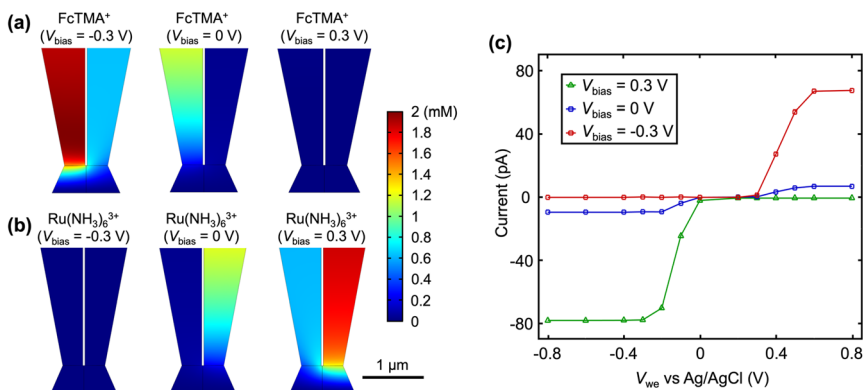 (a)
FcTMA⁺
(V_bias = -0.3 V)
FcTMA⁺
(V_bias = 0 V)
FcTMA⁺
(V_bias = 0.3 V)
2 (mM)
1.8
1.6
1.4
1.2
1
0.8
0.6
0.4
0.2
0
(b)
Ru(NH₃)₆³⁺
(V_bias = -0.3 V)
Ru(NH₃)₆³⁺
(V_bias = 0 V)
Ru(NH₃)₆³⁺
(V_bias = 0.3 V)
1 µm
(c)
V_bias = 0.3 V
V_bias = 0 V
V_bias = -0.3 V
Current (pA)
80
40
0
-40
-80
-0.8
-0.4
0
0.4
0.8
V_we vs Ag/AgCl (V)